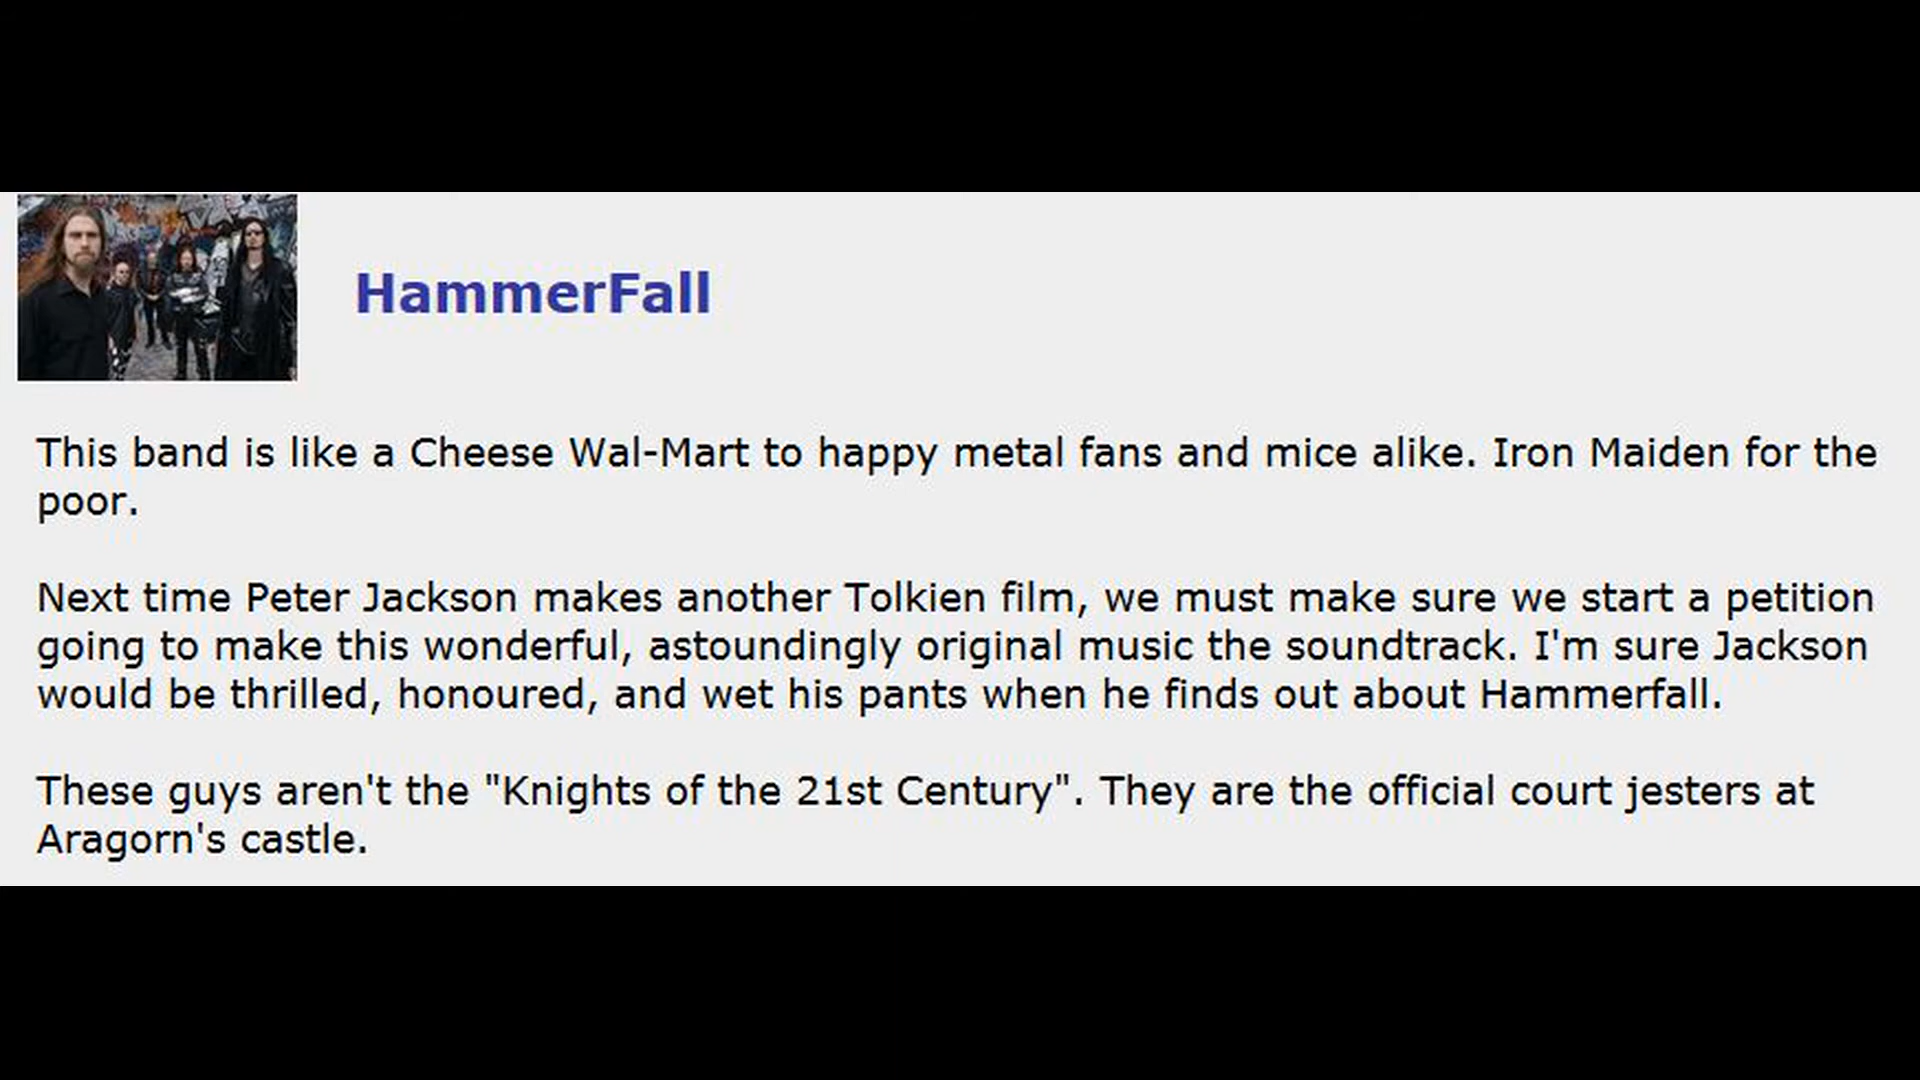 HammerFall
This band is like a Cheese Wal-Mart to happy metal fans and mice alike. Iron Maiden for the
poor.
Next time Peter Jackson makes another Tolkien film, we must make sure we start a petition
going to make this wonderful, astoundingly original music the soundtrack. I'm sure Jackson
would be thrilled, honoured, and wet his pants when he finds out about Hammerfall.
These guys aren't the "Knights of the 21st Century". They are the official court jesters at
Aragorn's castle.